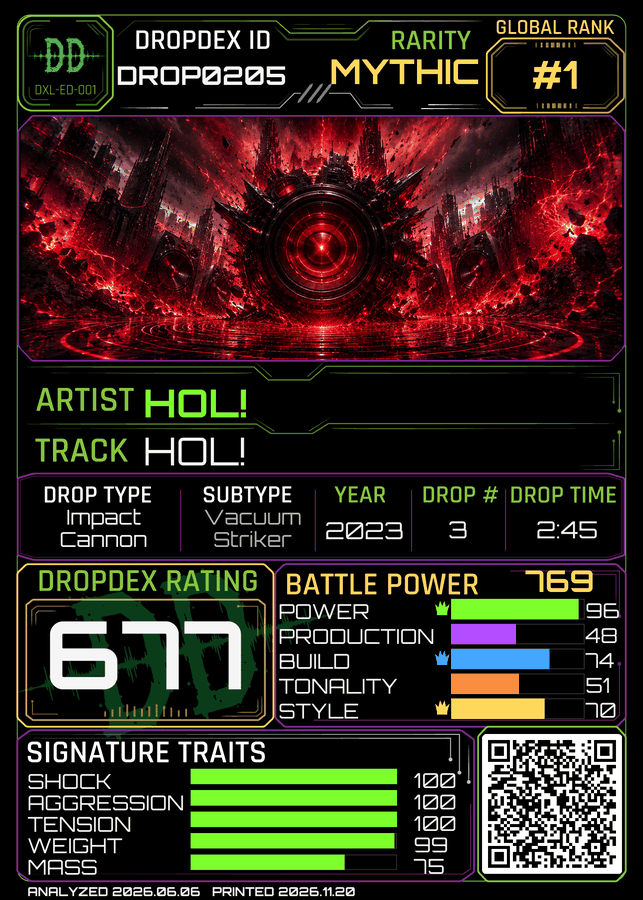 DD
DXL-ED-001
DROPDEX ID
DROP0205
RARITY
MYTHIC
GLOBAL RANK
#1
ARTIST HOL!
TRACK HOL!
DROP TYPE
Impact
Cannon
SUBTYPE
Vacuum
Striker
YEAR
2023
DROP #
3
DROP TIME
2:45
DROPDEX RATING
677
BATTLE POWER 769
POWER 96
PRODUCTION 48
BUILD 74
TONALITY 51
STYLE 70
SIGNATURE TRAITS
SHOCK 100
AGGRESSION 100
TENSION 100
WEIGHT 99
MASS 75
ANALYZED 2026.06.06 PRINTED 2026.11.20